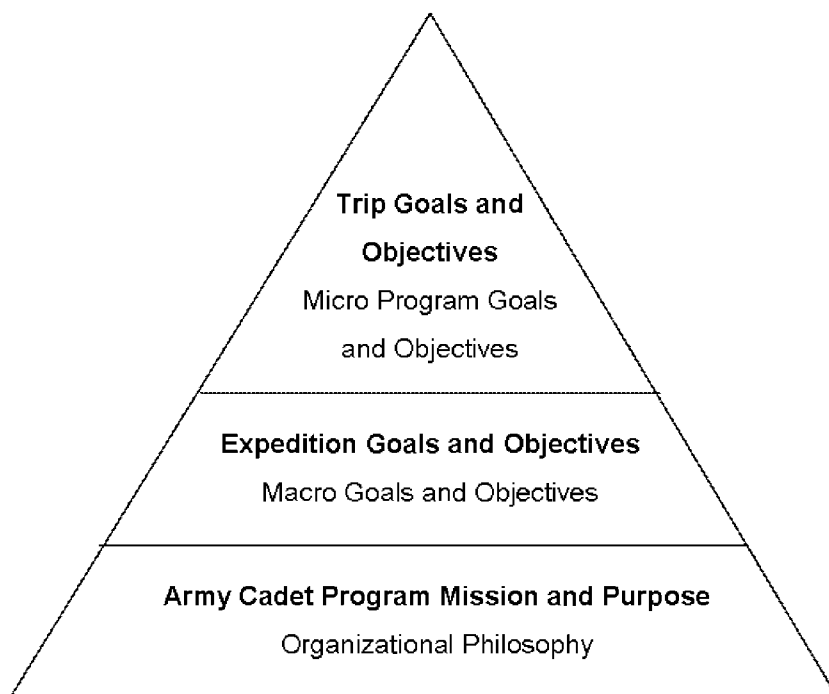 Trip Goals and
Objectives
Micro Program Goals
and Objectives
Expedition Goals and Objectives
Macro Goals and Objectives
Army Cadet Program Mission and Purpose
Organizational Philosophy